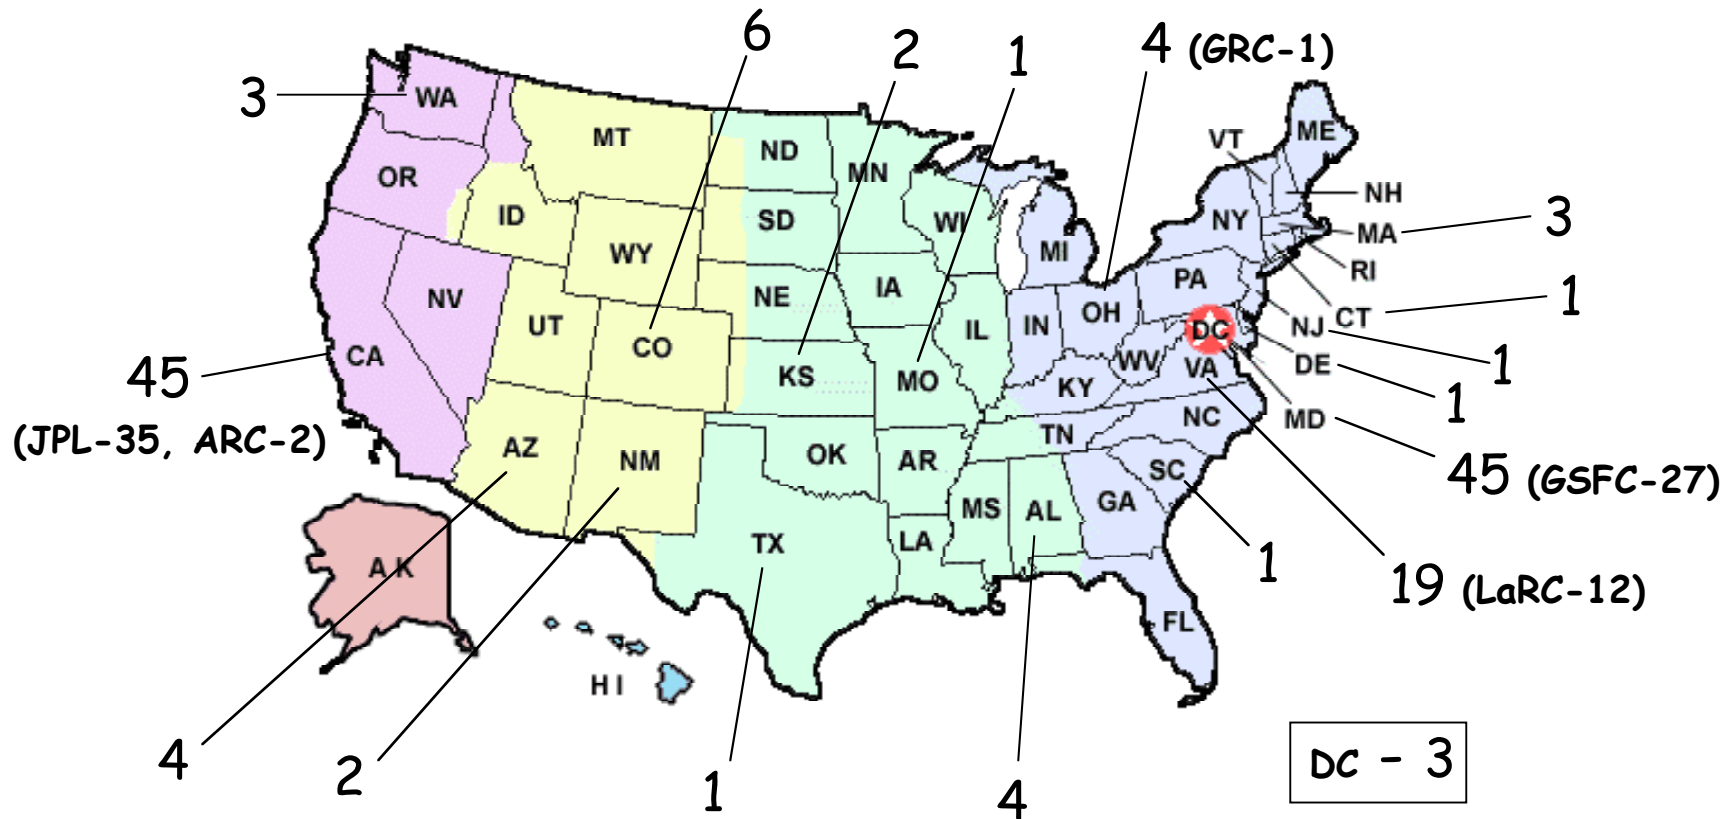 6
2
1
4 (GRC-1)
3
WA
MT
ND
MN
VT
ME
OR
ID
SD
WI
NY
NH
MA
3
WY
MI
RI
NV
NE
IA
PA
CT
1
UT
CO
IL
IN
OH
NJ
DC
CA
KS
MO
WV
VA
DE
1
45
(JPL-35, ARC-2)
KY
1
MD
NC
AZ
NM
OK
AR
TN
SC
45 (GSFC-27)
MS
AL
GA
TX
LA
AK
1
19 (LaRC-12)
FL
HI
4
2
1
4
DC - 3